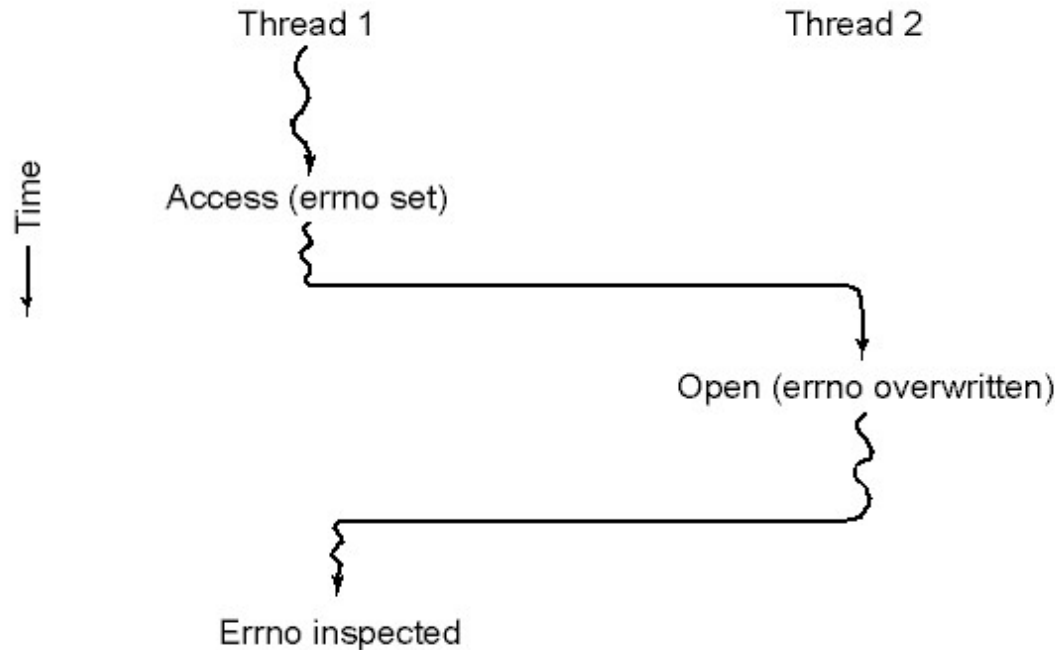 Thread 1
Thread 2
Time
Access (errno set)
Open (errno overwritten)
Errno inspected